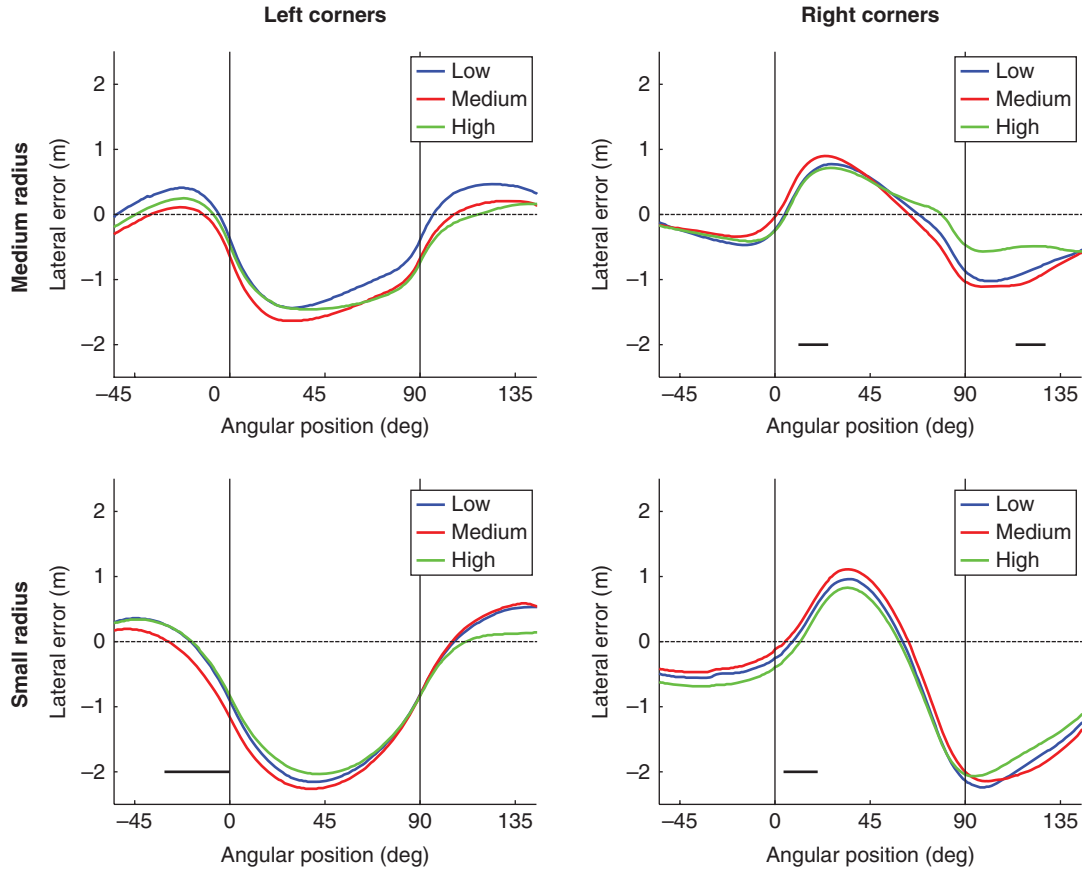 Left corners
Right corners
Medium radius
Lateral error (m)
2
1
0
−1
−2
Low
Medium
High
−45
0
45
90
135
Angular position (deg)
Lateral error (m)
2
1
0
−1
−2
Low
Medium
High
−45
0
45
90
135
Angular position (deg)
Small radius
Lateral error (m)
2
1
0
−1
−2
Low
Medium
High
−45
0
45
90
135
Angular position (deg)
Lateral error (m)
2
1
0
−1
−2
Low
Medium
High
−45
0
45
90
135
Angular position (deg)